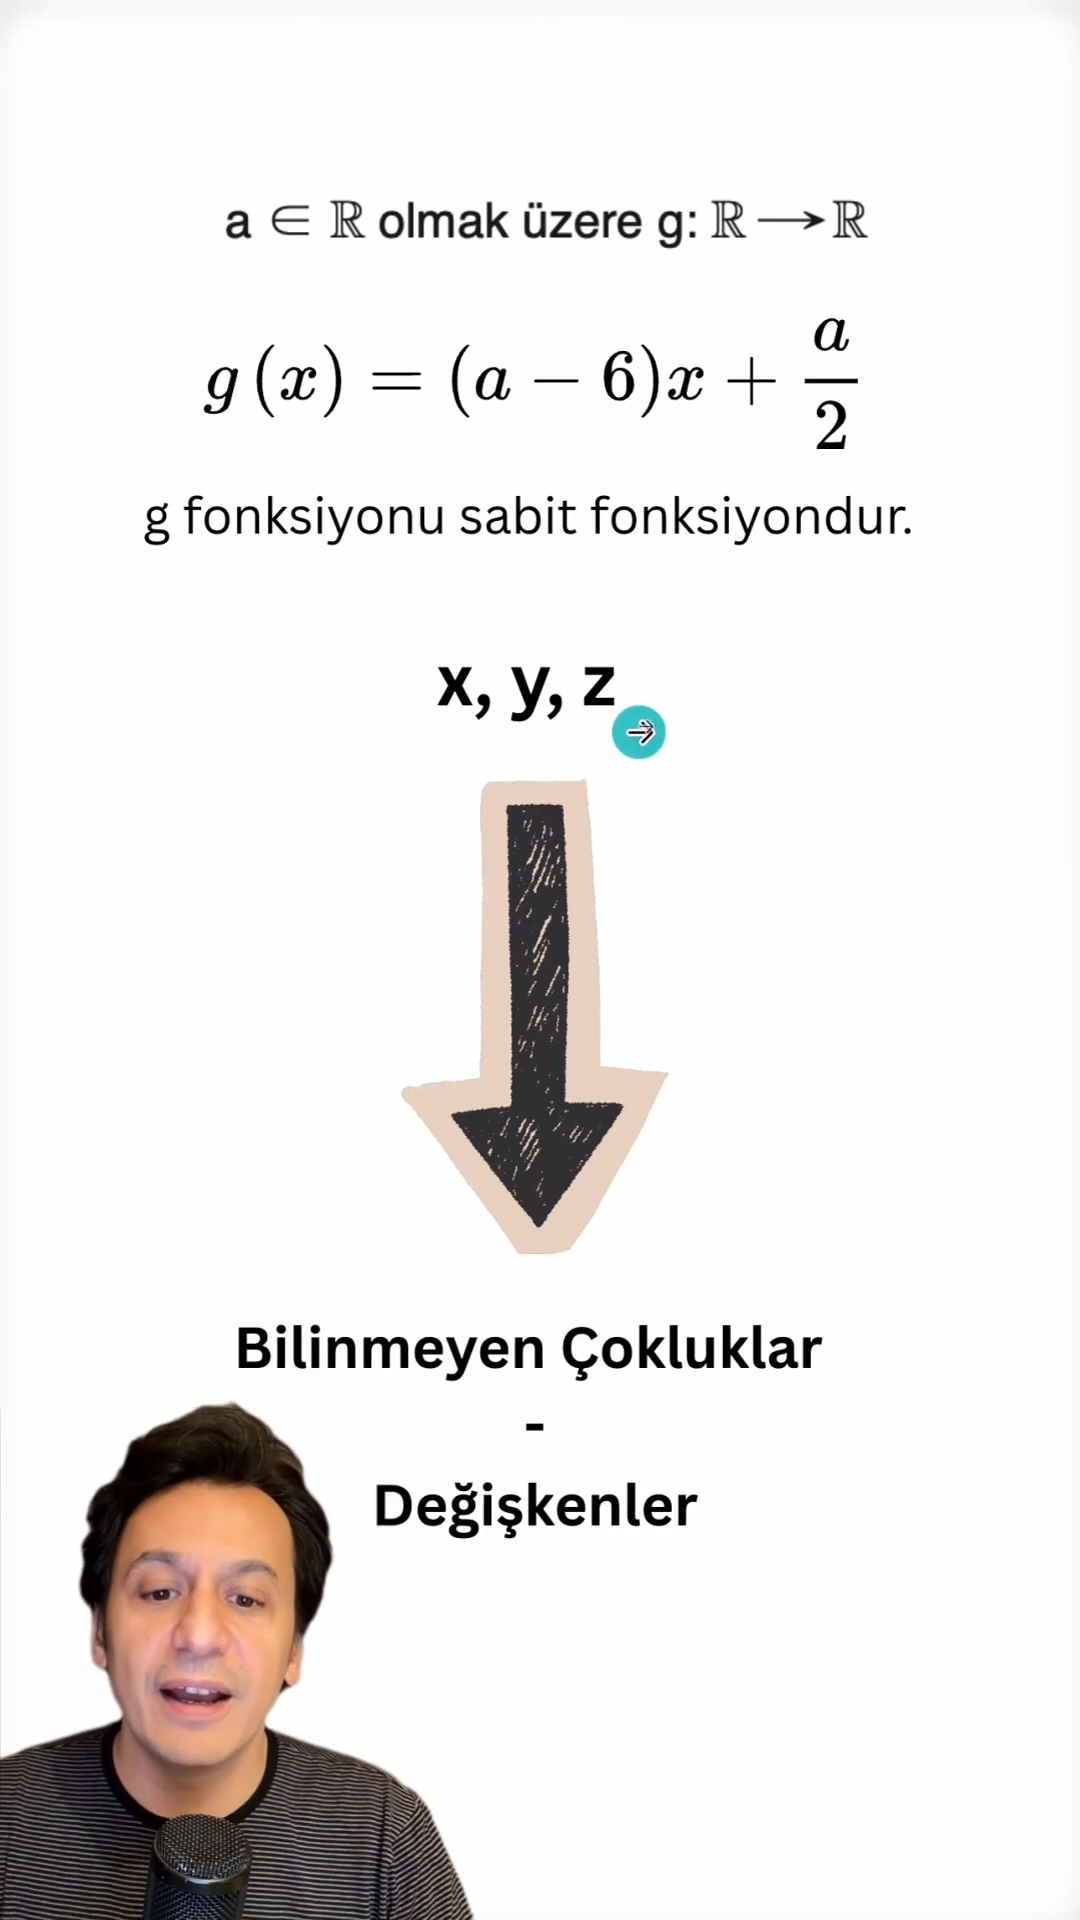 a ∈ ℝ olmak üzere g: ℝ ⟶ ℝ
g(x) = (a − 6)x + a/2
g fonksiyonu sabit fonksiyondur.
x, y, z
Bilinmeyen Çokluklar
-
Değişkenler